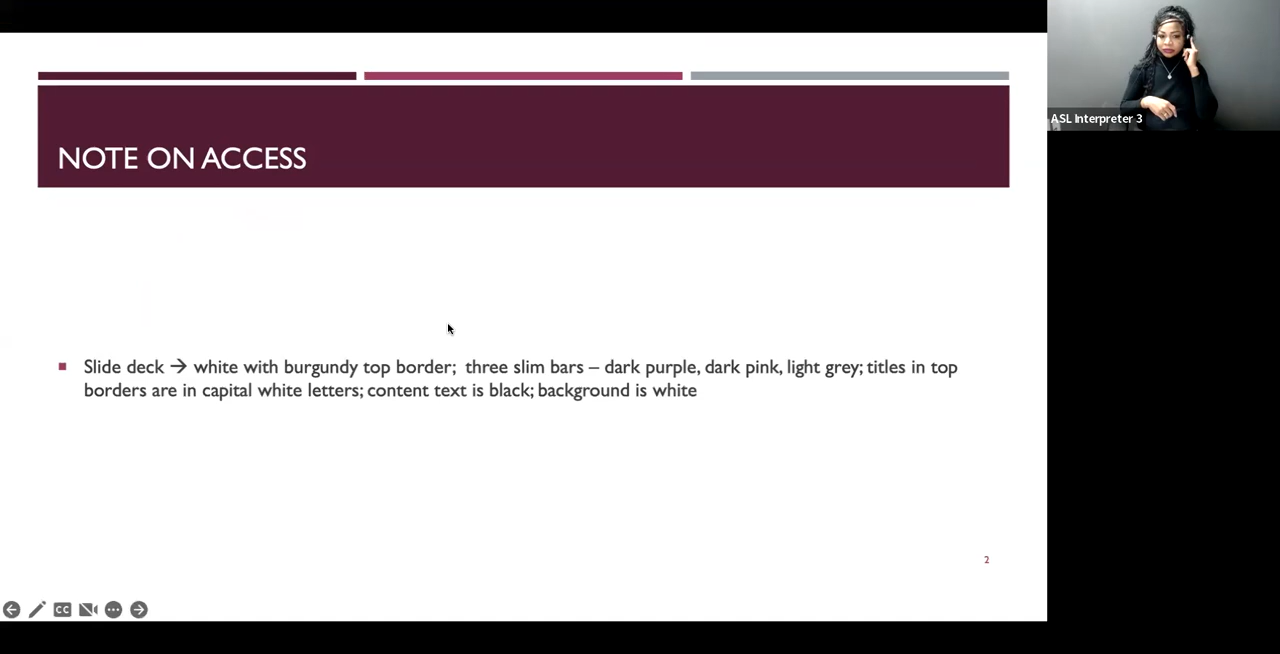 NOTE ON ACCESS
ASL Interpreter 3
Slide deck → white with burgundy top border;  three slim bars – dark purple, dark pink, light grey; titles in top
borders are in capital white letters; content text is black; background is white
2
CC